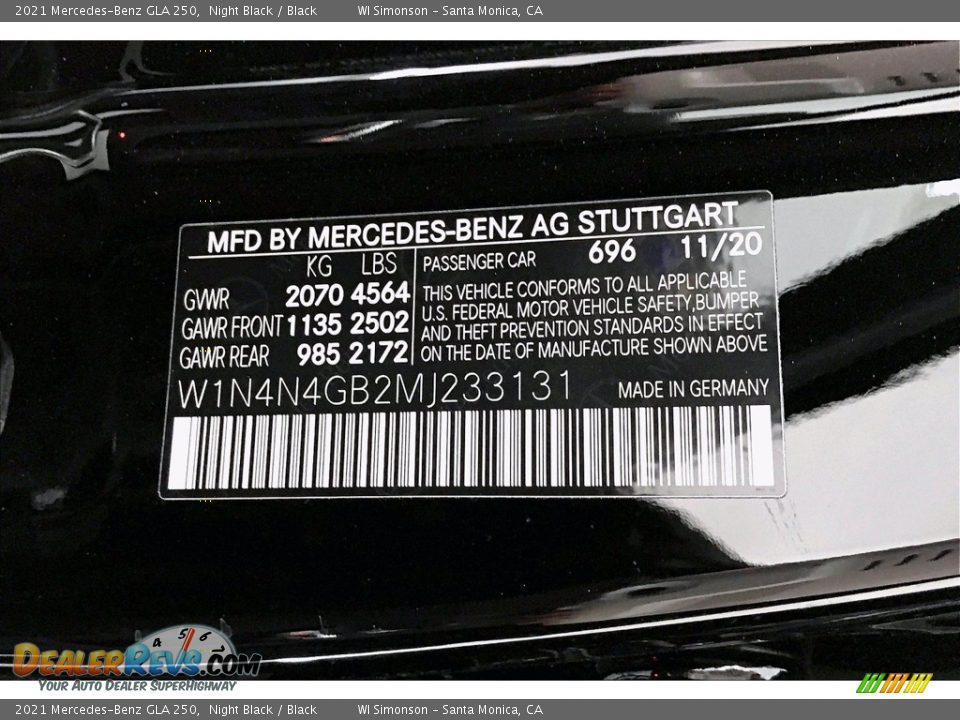 2021 Mercedes-Benz GLA 250, Night Black / Black WI Simonson - Santa Monica, CA
MFD BY MERCEDES-BENZ AG STUTTGART
KG LBS
GVWR 2070 4564
GAWR FRONT 1135 2502
GAWR REAR 985 2172
PASSENGER CAR 696 11/20
THIS VEHICLE CONFORMS TO ALL APPLICABLE
U.S. FEDERAL MOTOR VEHICLE SAFETY,BUMPER
AND THEFT PREVENTION STANDARDS IN EFFECT
ON THE DATE OF MANUFACTURE SHOWN ABOVE
W1N4N4GB2MJ233131 MADE IN GERMANY
4 5 6 7
DEALERREVS.COM
YOUR AUTO DEALER SUPERHIGHWAY
2021 Mercedes-Benz GLA 250, Night Black / Black WI Simonson - Santa Monica, CA